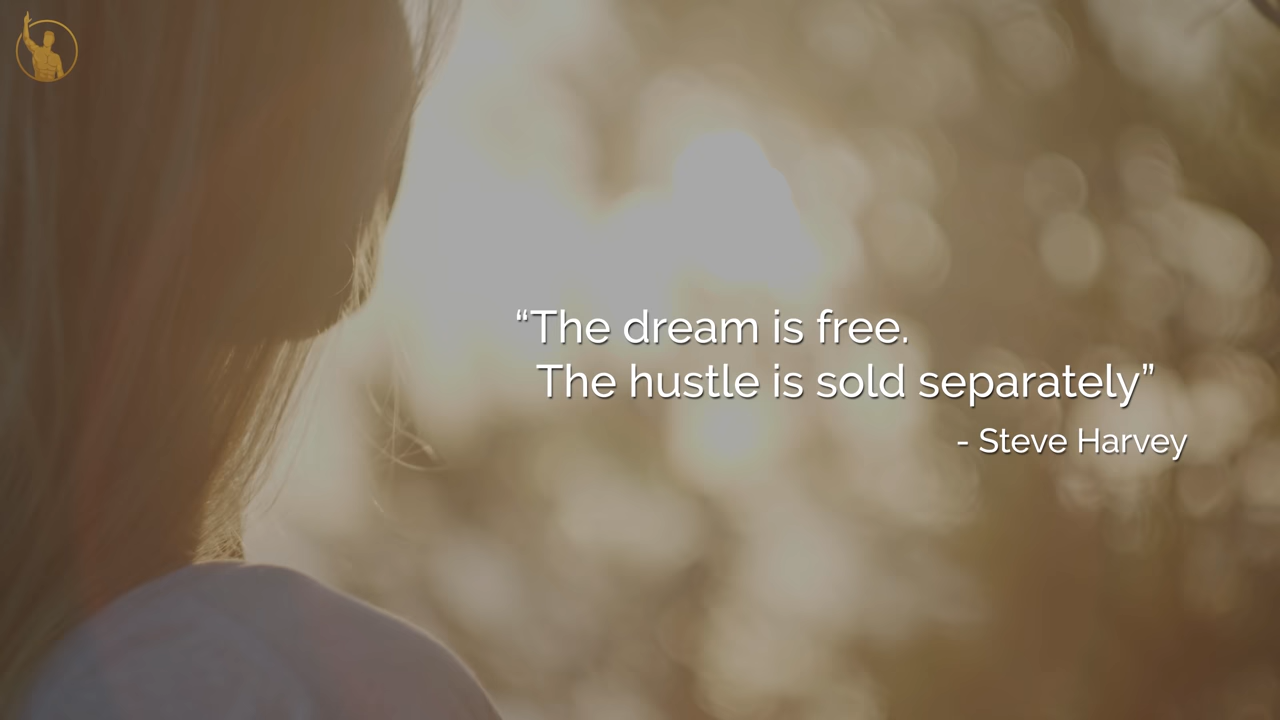 “The dream is free.
The hustle is sold separately”
- Steve Harvey